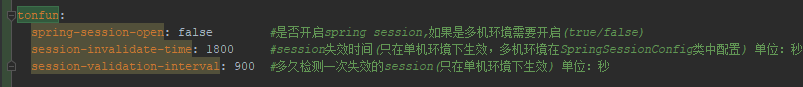 tonfun:
spring-session-open: false #是否开启spring session,如果是多机环境需要开启(true/false)
session-invalidate-time: 1800 #session失效时间(只在单机环境下生效，多机环境在SpringSessionConfig类中配置) 单位：秒
session-validation-interval: 900 #多久检测一次失效的session(只在单机环境下生效) 单位：秒